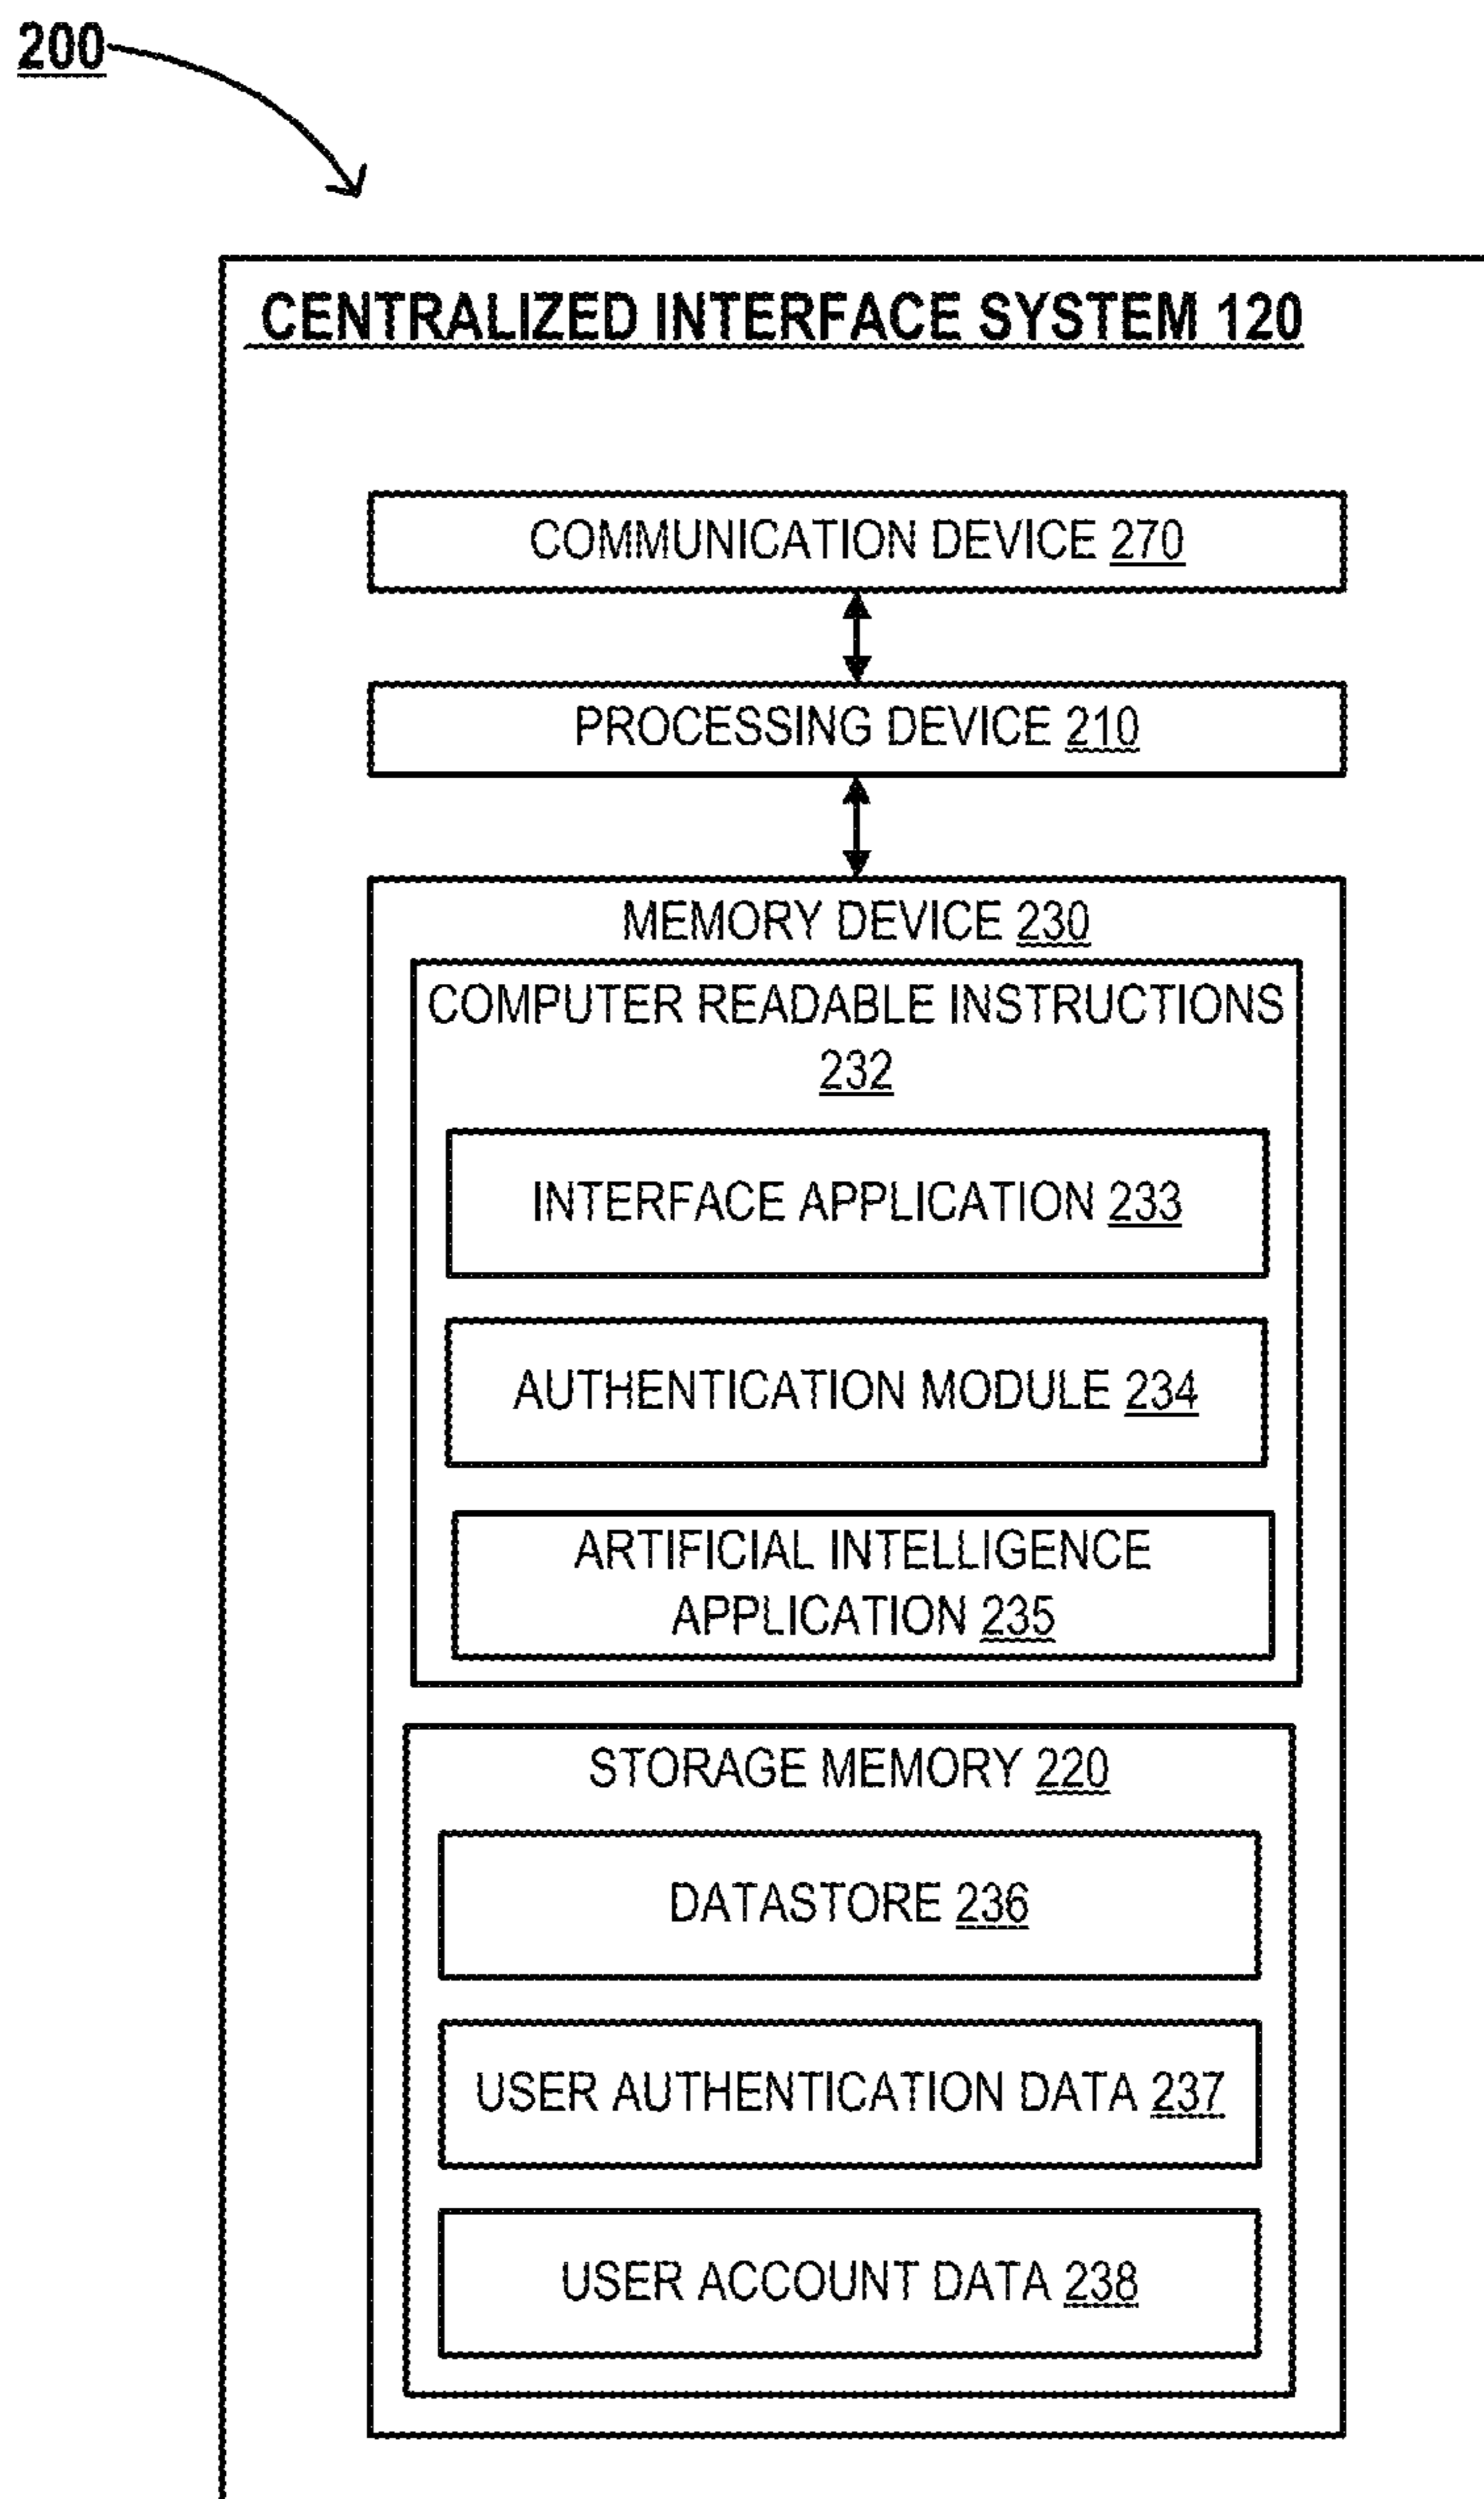 200
CENTRALIZED INTERFACE SYSTEM 120
COMMUNICATION DEVICE 270
PROCESSING DEVICE 210
MEMORY DEVICE 230
COMPUTER READABLE INSTRUCTIONS
232
INTERFACE APPLICATION 233
AUTHENTICATION MODULE 234
ARTIFICIAL INTELLIGENCE
APPLICATION 235
STORAGE MEMORY 220
DATASTORE 236
USER AUTHENTICATION DATA 237
USER ACCOUNT DATA 238